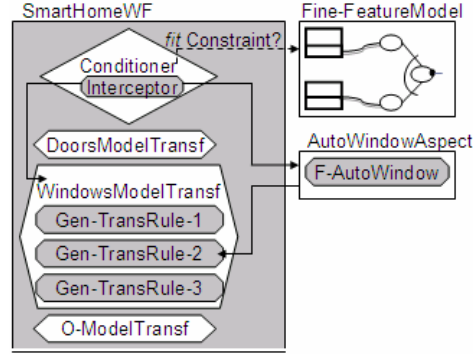 SmartHomeWF
Fine-FeatureModel
fit Constraint?
Conditioner
Interceptor
DoorsModelTransf
AutoWindowAspect
F-AutoWindow
WindowsModelTransf
Gen-TransRule-1
Gen-TransRule-2
Gen-TransRule-3
O-ModelTransf